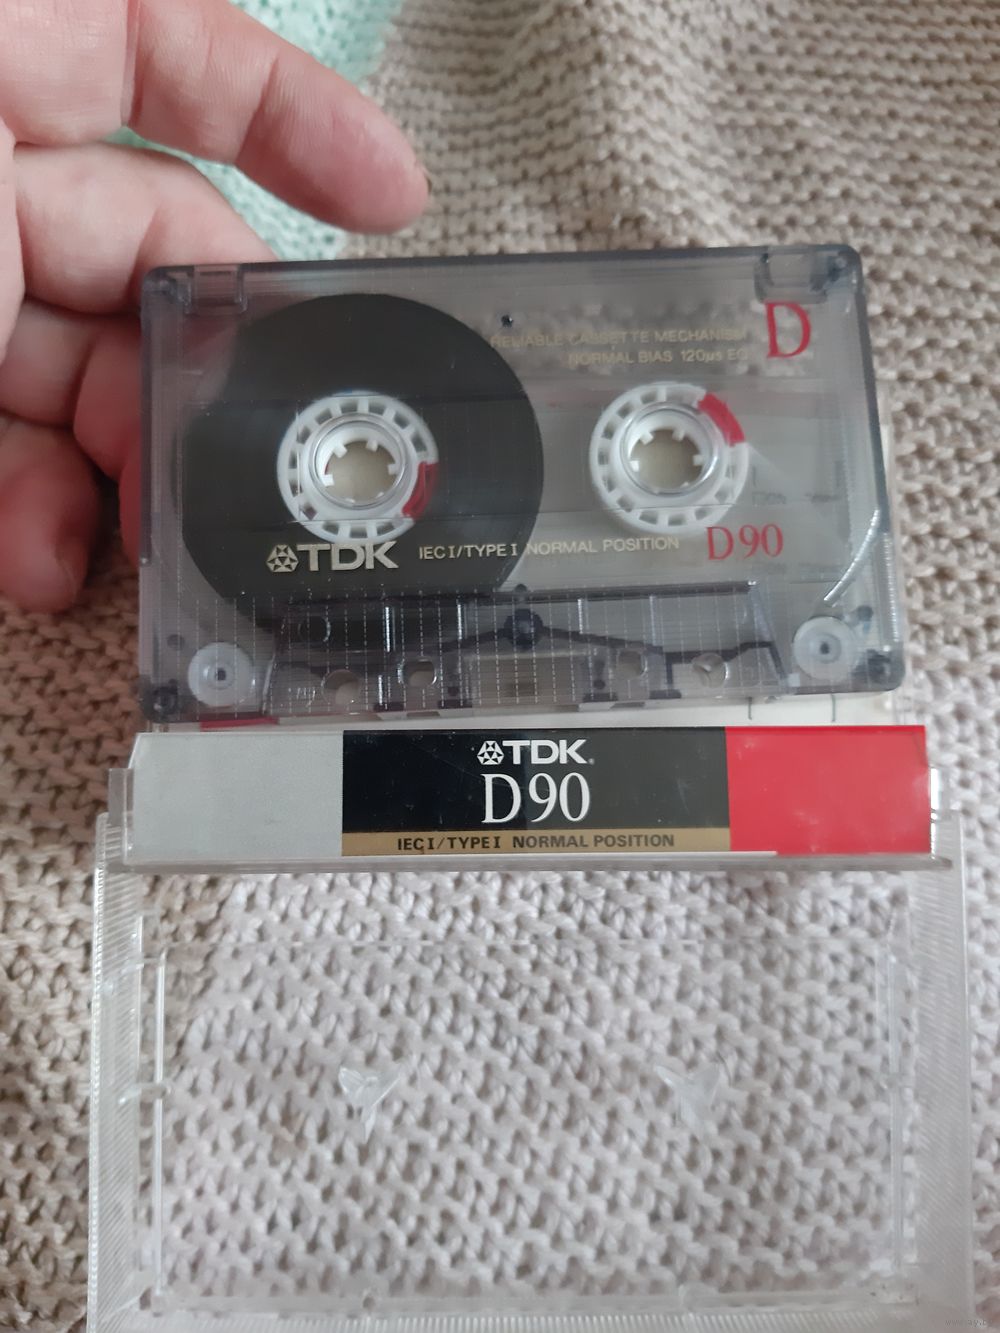 RELIABLE CASSETTE MECHANISM
NORMAL BIAS 120µs EQ
D
TDK IEC I/TYPE I NORMAL POSITION D90
TDK
D90
IEC I/TYPE I NORMAL POSITION